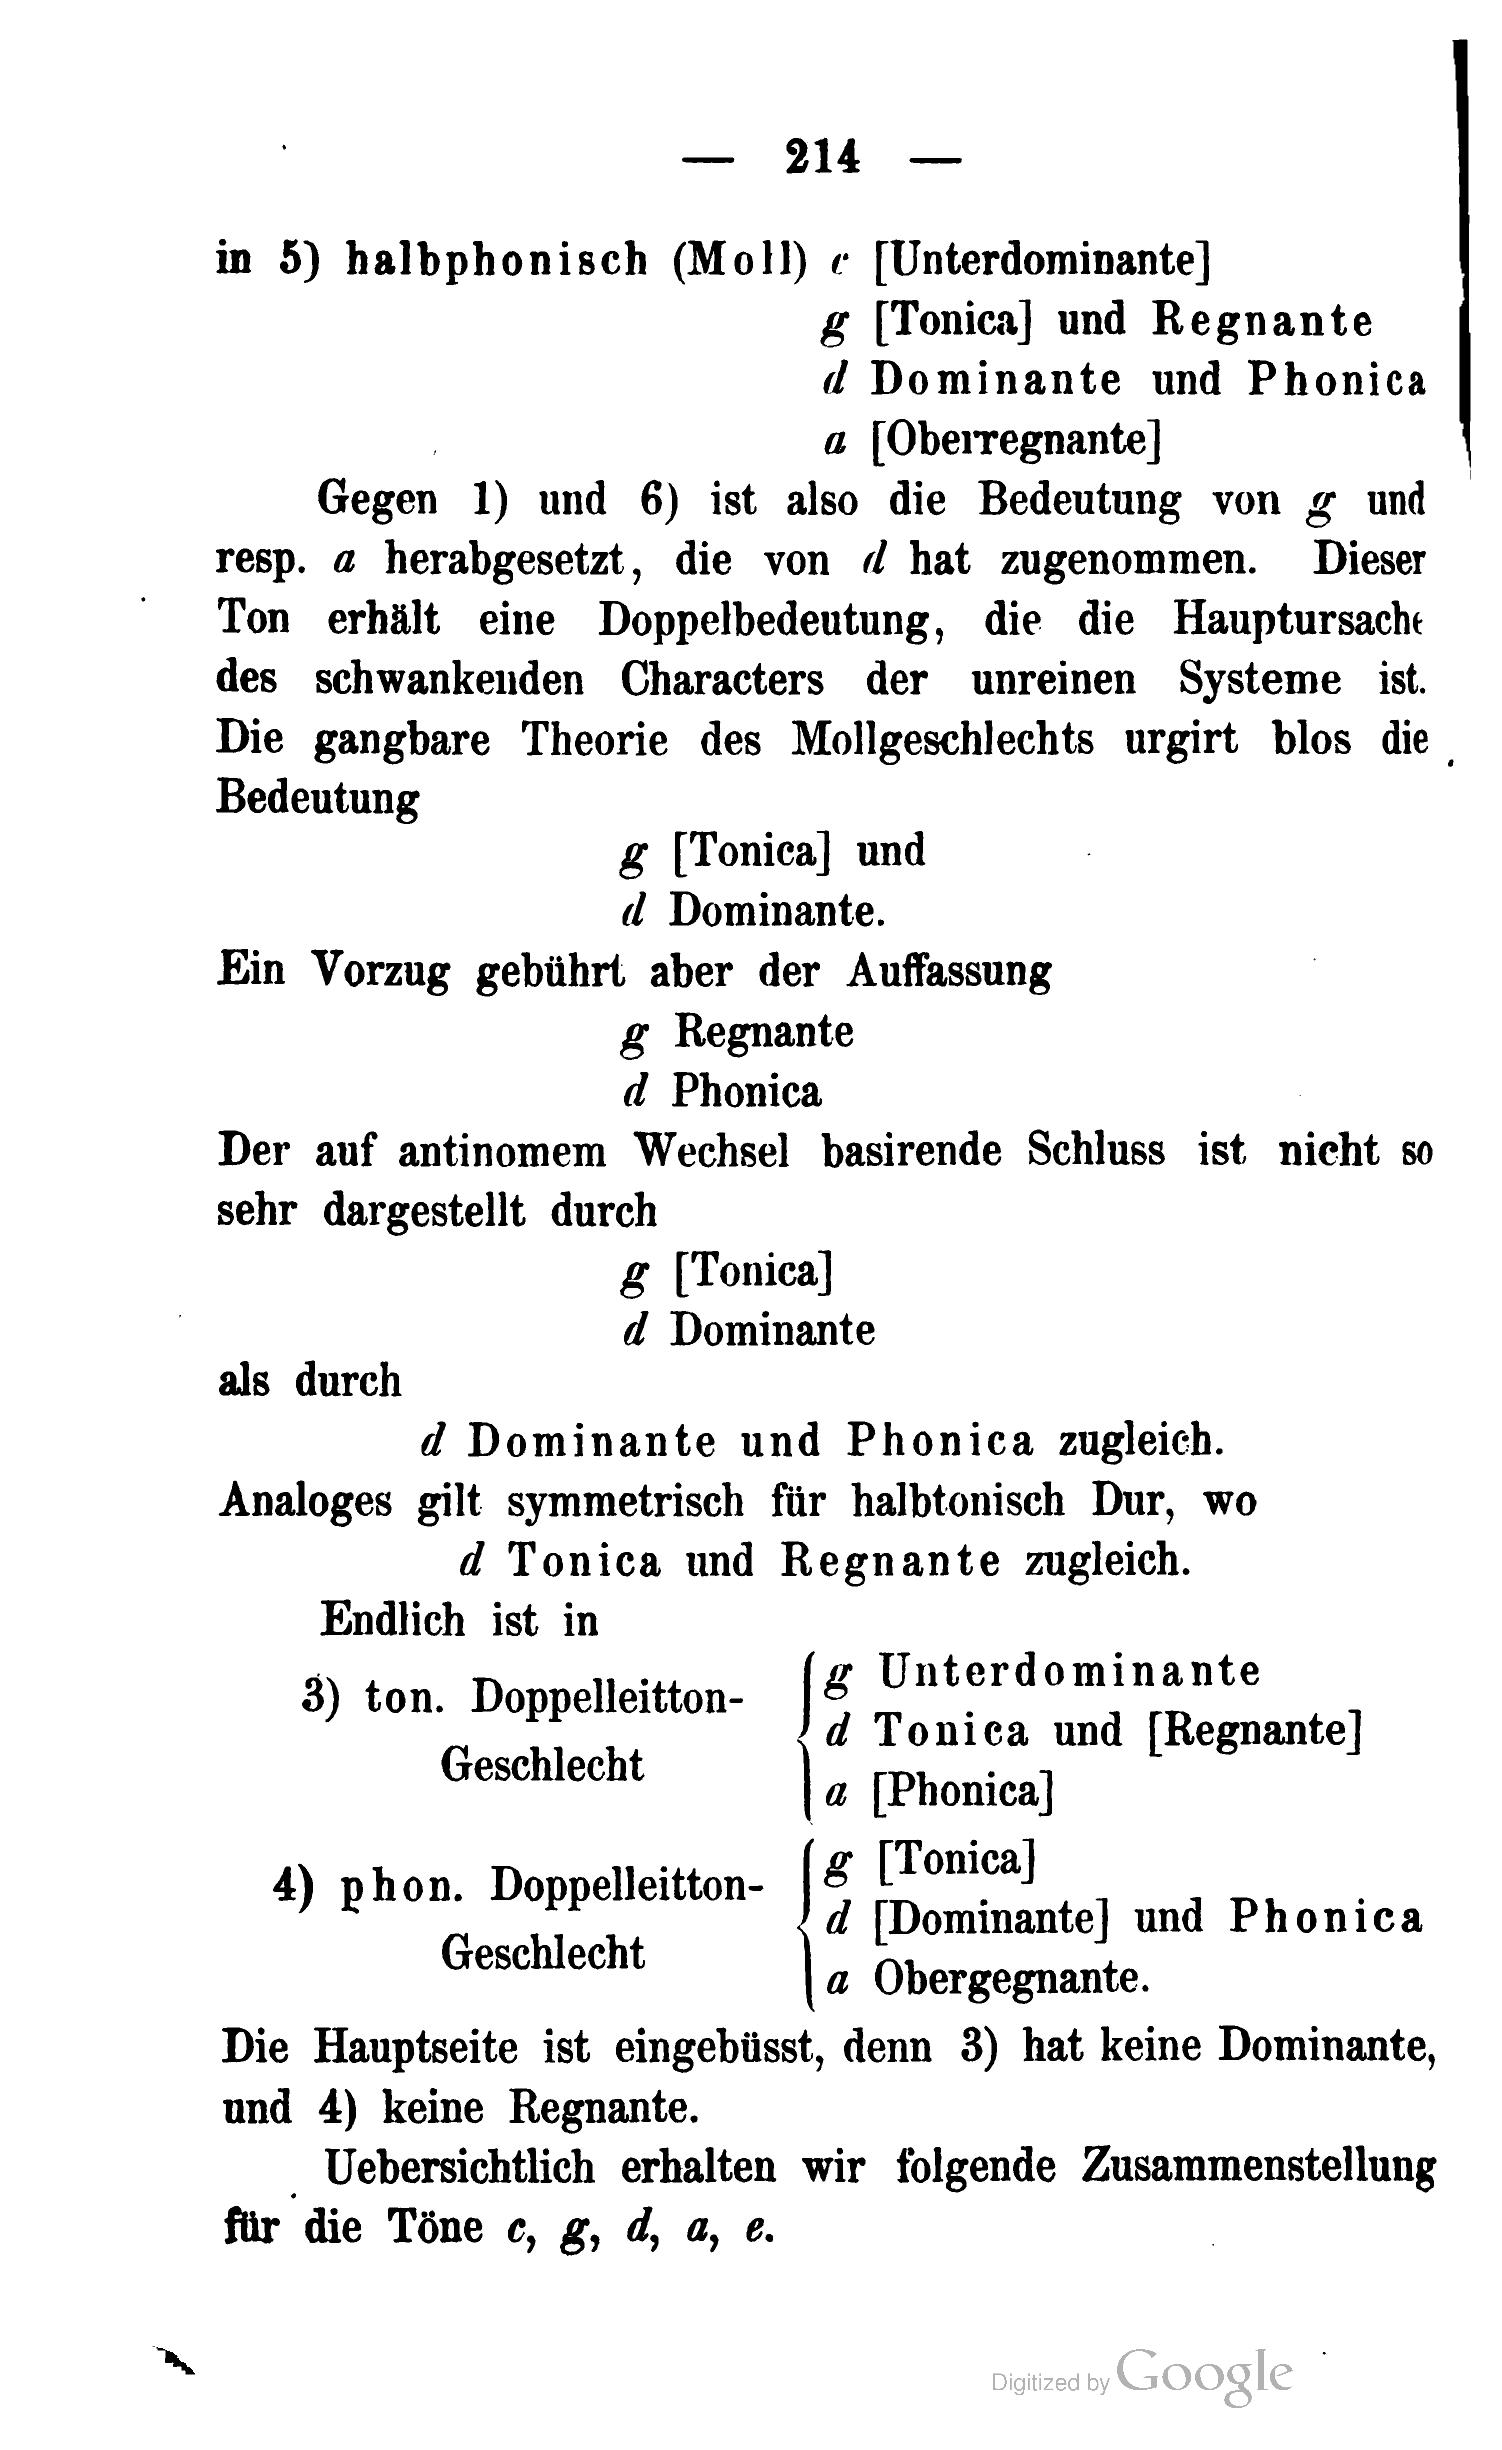 — 214 —
in 5) halbphonisch (Moll) c [Unterdominante]
g [Tonica] und Regnante
d Dominante und Phonica
a [Oberregnante]
Gegen 1) und 6) ist also die Bedeutung von g und
resp. a herabgesetzt, die von d hat zugenommen. Dieser
Ton erhält eine Doppelbedeutung, die die Hauptursache
des schwankenden Characters der unreinen Systeme ist.
Die gangbare Theorie des Mollgeschlechts urgirt blos die
Bedeutung
g [Tonica] und
d Dominante.
Ein Vorzug gebührt aber der Auffassung
g Regnante
d Phonica
Der auf antinomem Wechsel basirende Schluss ist nicht so
sehr dargestellt durch
g [Tonica]
d Dominante
als durch
d Dominante und Phonica zugleich.
Analoges gilt symmetrisch für halbtonisch Dur, wo
d Tonica und Regnante zugleich.
Endlich ist in
3) ton. Doppelleitton-
Geschlecht
g Unterdominante
d Tonica und [Regnante]
a [Phonica]
4) phon. Doppelleitton-
Geschlecht
g [Tonica]
d [Dominante] und Phonica
a Obergegnante.
Die Hauptseite ist eingebüsst, denn 3) hat keine Dominante,
und 4) keine Regnante.
Uebersichtlich erhalten wir folgende Zusammenstellung
für die Töne c, g, d, a, e.
Digitized by Google